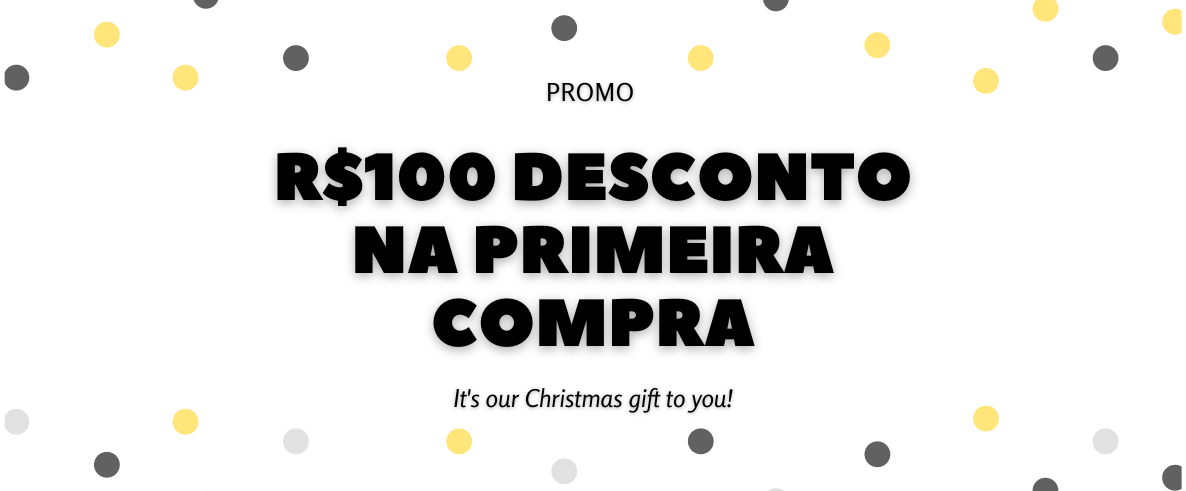 PROMO
R$100 DESCONTO
NA PRIMEIRA
COMPRA
It's our Christmas gift to you!